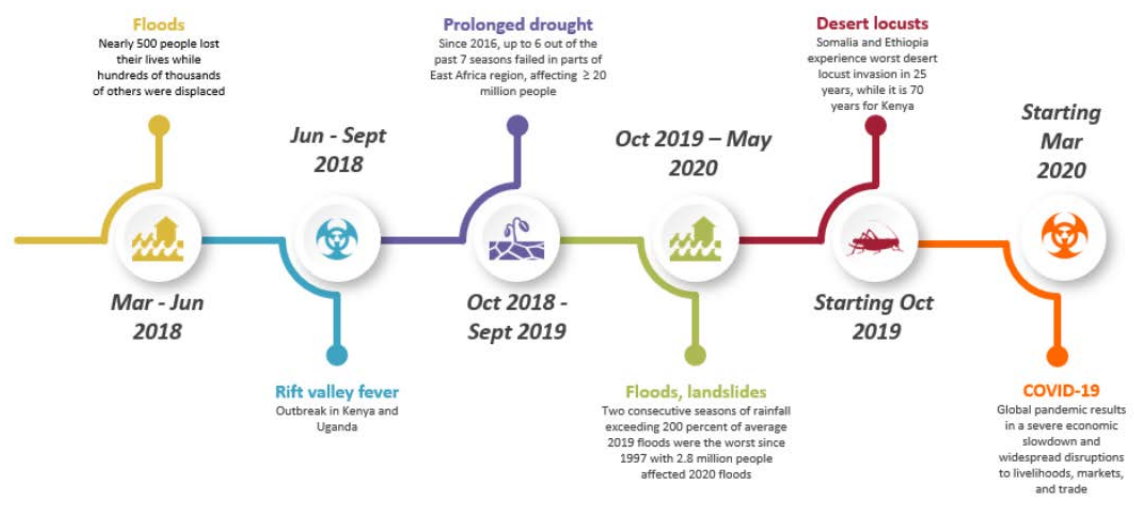 Floods
Nearly 500 people lost
their lives while
hundreds of thousands
of others were displaced
Mar - Jun
2018
Jun - Sept
2018
Rift valley fever
Outbreak in Kenya and
Uganda
Prolonged drought
Since 2016, up to 6 out of the
past 7 seasons failed in parts of
East Africa region, affecting ≥ 20
million people
Oct 2018 -
Sept 2019
Oct 2019 – May
2020
Floods, landslides
Two consecutive seasons of rainfall
exceeding 200 percent of average
2019 floods were the worst since
1997 with 2.8 million people
affected 2020 floods
Desert locusts
Somalia and Ethiopia
experience worst desert
locust invasion in 25
years, while it is 70
years for Kenya
Starting Oct
2019
Starting
Mar
2020
COVID-19
Global pandemic results
in a severe economic
slowdown and
widespread disruptions
to livelihoods, markets,
and trade